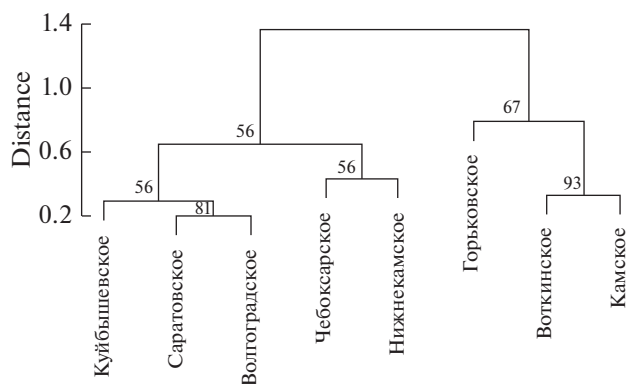 1.4
1.0
0.6
0.2
Distance
56
67
56
56
81
93
Куйбышевское
Саратовское
Волгоградское
Чебоксарское
Нижнекамское
Горьковское
Воткинское
Камское